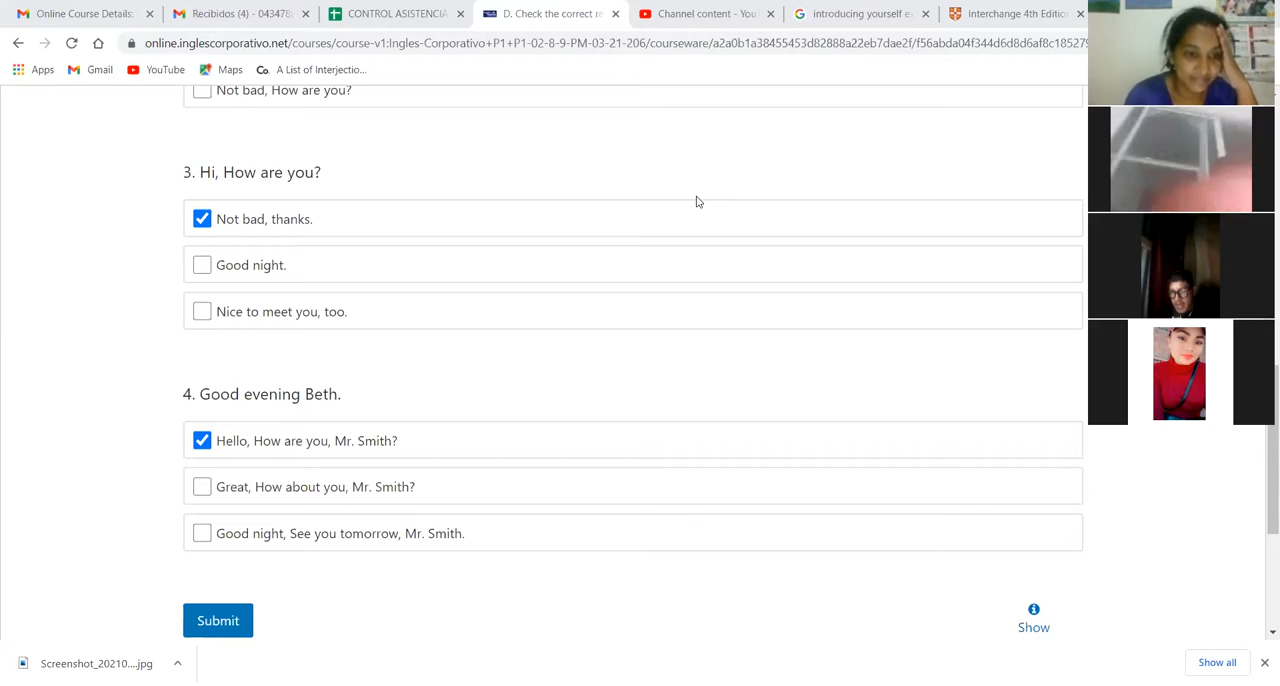 Online Course Details:
Recibidos (4) - 04347
CONTROL ASISTENCIA
D. Check the correct re
Channel content - You
introducing yourself e
Interchange 4th Edition
online.inglescorporativo.net/courses/course-v1:Ingles-Corporativo+P1+P1-02-8-9-PM-03-21-206/courseware/a2a0b1a38455453d82888a22eb7dae2f/f56abda04f344d6d8d6af8c185279
Apps
Gmail
YouTube
Maps
Co.
A List of Interjectio...
Not bad, How are you?
3. Hi, How are you?
Not bad, thanks.
Good night.
Nice to meet you, too.
4. Good evening Beth.
Hello, How are you, Mr. Smith?
Great, How about you, Mr. Smith?
Good night, See you tomorrow, Mr. Smith.
Submit
Show
Screenshot_20210....jpg
Show all